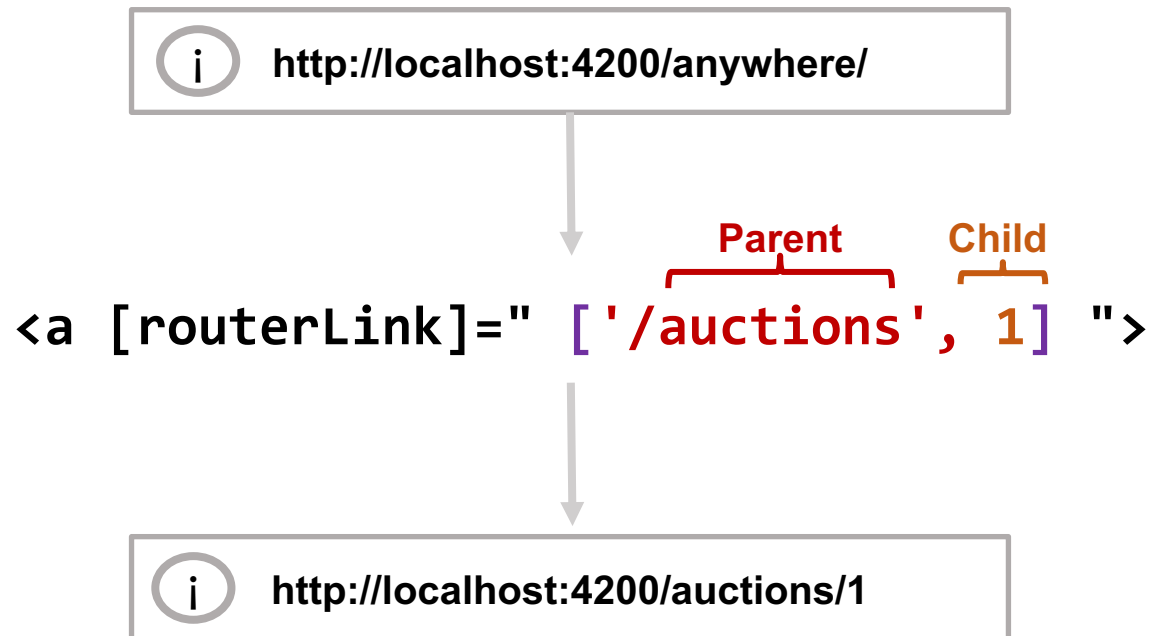 i http://localhost:4200/anywhere/
Parent Child
<a [routerLink]=" ['/auctions', 1] ">
i http://localhost:4200/auctions/1